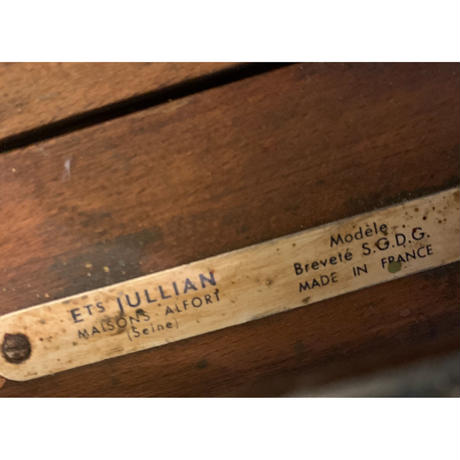 ETS JULLIAN
MAISONS ALFORT
(Seine)
Modèle
Breveté S.G.D.G.
MADE IN FRANCE